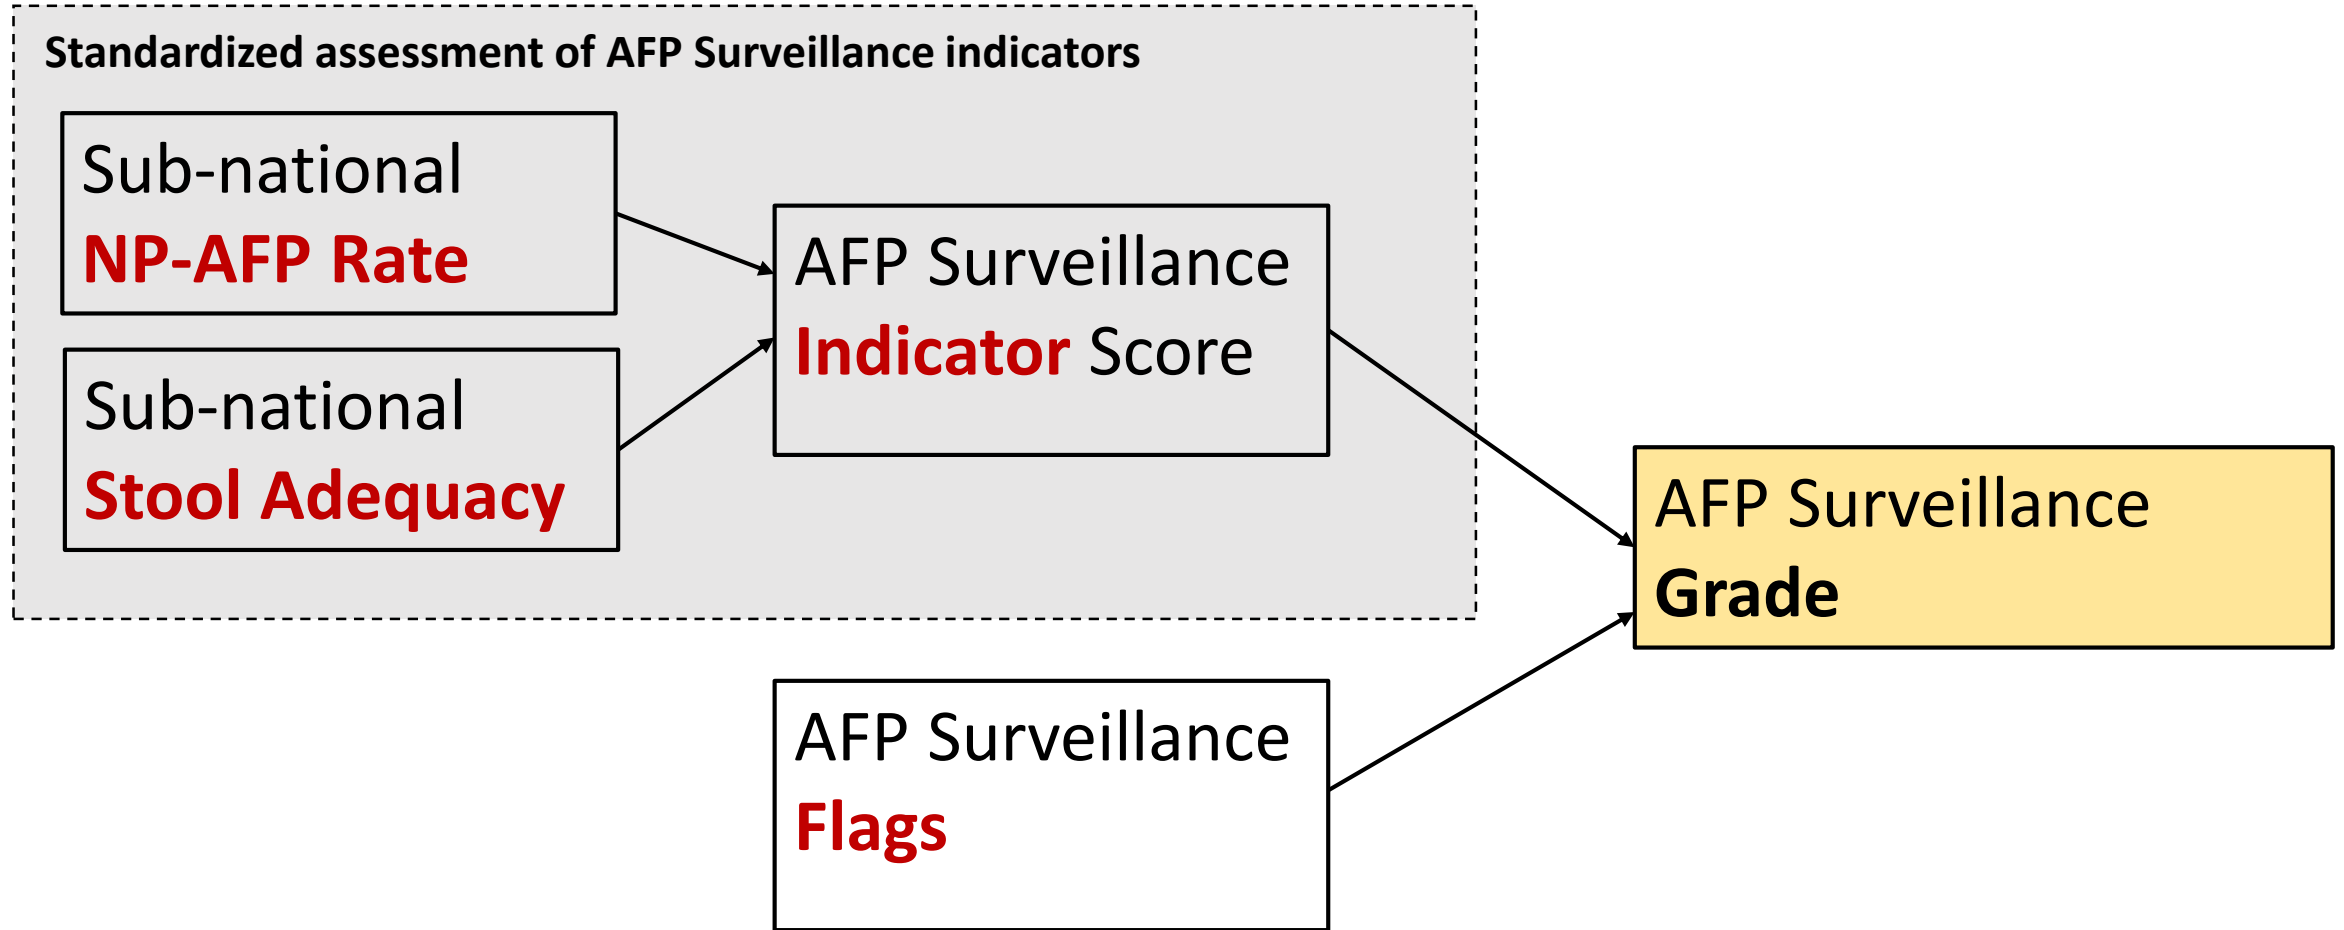 Standardized assessment of AFP Surveillance indicators
Sub-national
NP-AFP Rate
Sub-national
Stool Adequacy
AFP Surveillance
Indicator Score
AFP Surveillance
Flags
AFP Surveillance
Grade